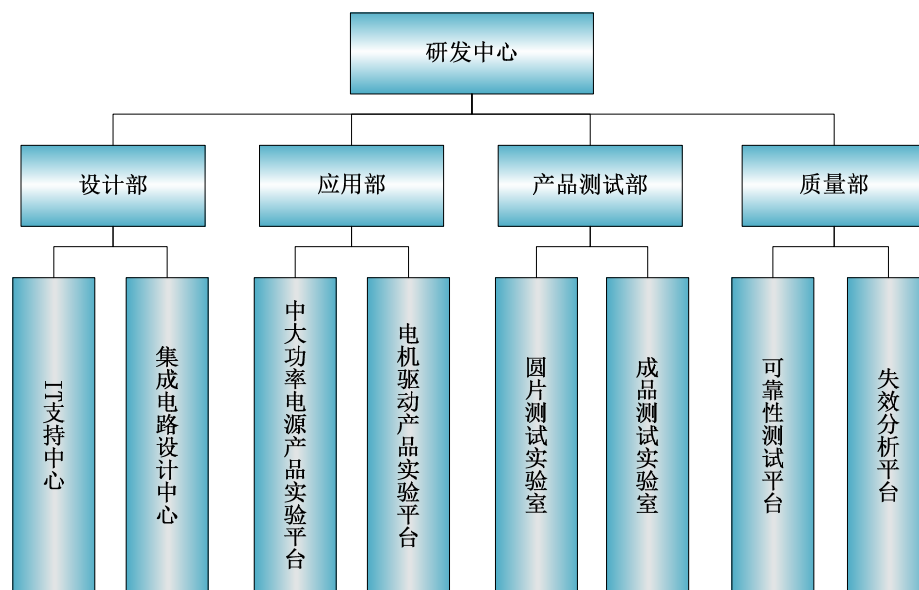 研发中心
设计部
应用部
产品测试部
质量部
IT支持中心
集成电路设计中心
中大功率电源产品实验平台
电机驱动产品实验平台
圆片测试实验室
成品测试实验室
可靠性测试平台
失效分析平台